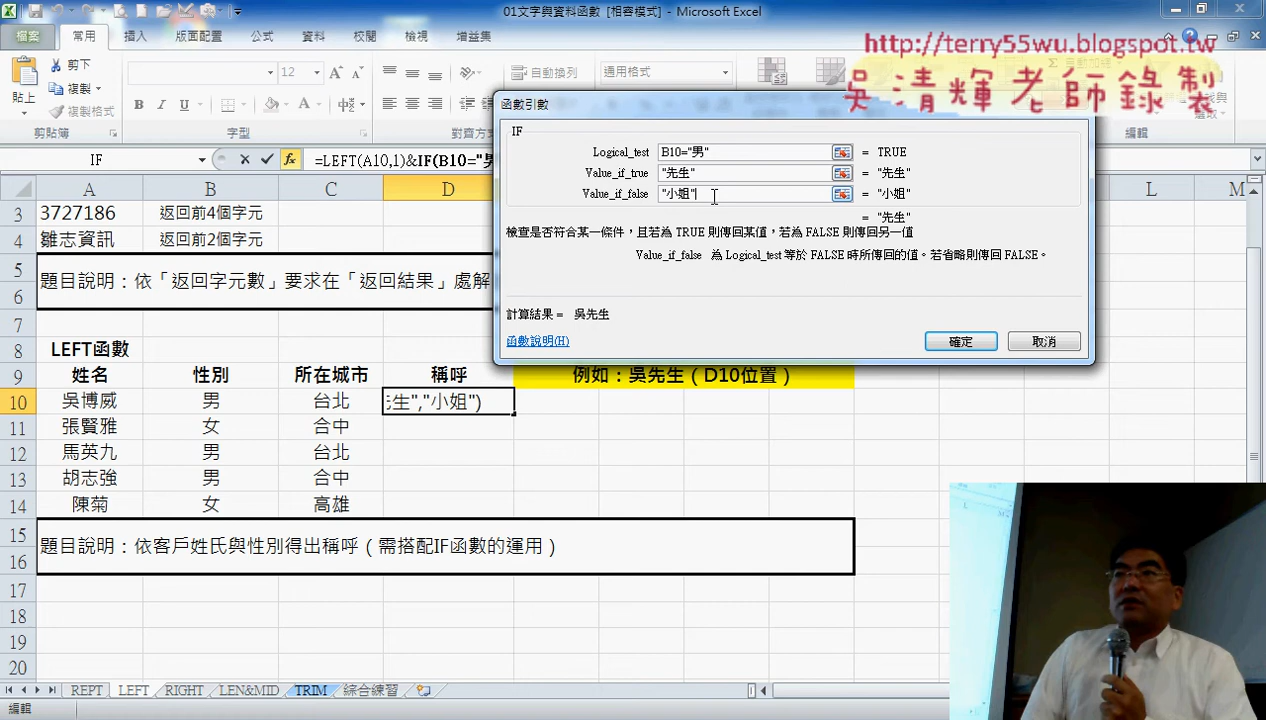 01文字與資料函數 [相容模式] - Microsoft Excel
檔案 常用 插入 版面配置 公式 資料 校閱 檢視 增益集
http://terry55wu.blogspot.tw
吳清輝老師錄製
剪下
複製
複製格式
貼上
12
自動換列
通用格式
自動加總
剪貼簿 字型 對齊方式 編輯
IF =LEFT(A10,1)&IF(B10="男
函數引數
IF
Logical_test B10="男" = TRUE
Value_if_true "先生" = "先生"
Value_if_false "小姐" = "小姐"
= "先生"
檢查是否符合某一條件，且若為 TRUE 則傳回某值，若為 FALSE 則傳回另一值
Value_if_false 為 Logical_test 等於 FALSE 時所傳回的值。若省略則傳回 FALSE。
計算結果 = 吳先生
函數說明(H) 確定 取消
A B C D L M
3 3727186 返回前4個字元
4 雛志資訊 返回前2個字元
5
題目說明：依「返回字元數」要求在「返回結果」處解
6
7
8 LEFT函數
9 姓名 性別 所在城市 稱呼 例如：吳先生（D10位置）
10 吳博威 男 台北 生","小姐")
11 張賢雅 女 台中
12 馬英九 男 台北
13 胡志強 男 台中
14 陳菊 女 高雄
15
題目說明：依客戶姓氏與性別得出稱呼（需搭配IF函數的運用）
16
17
18
19
20
REPT LEFT RIGHT LEN&MID TRIM 綜合練習
編輯